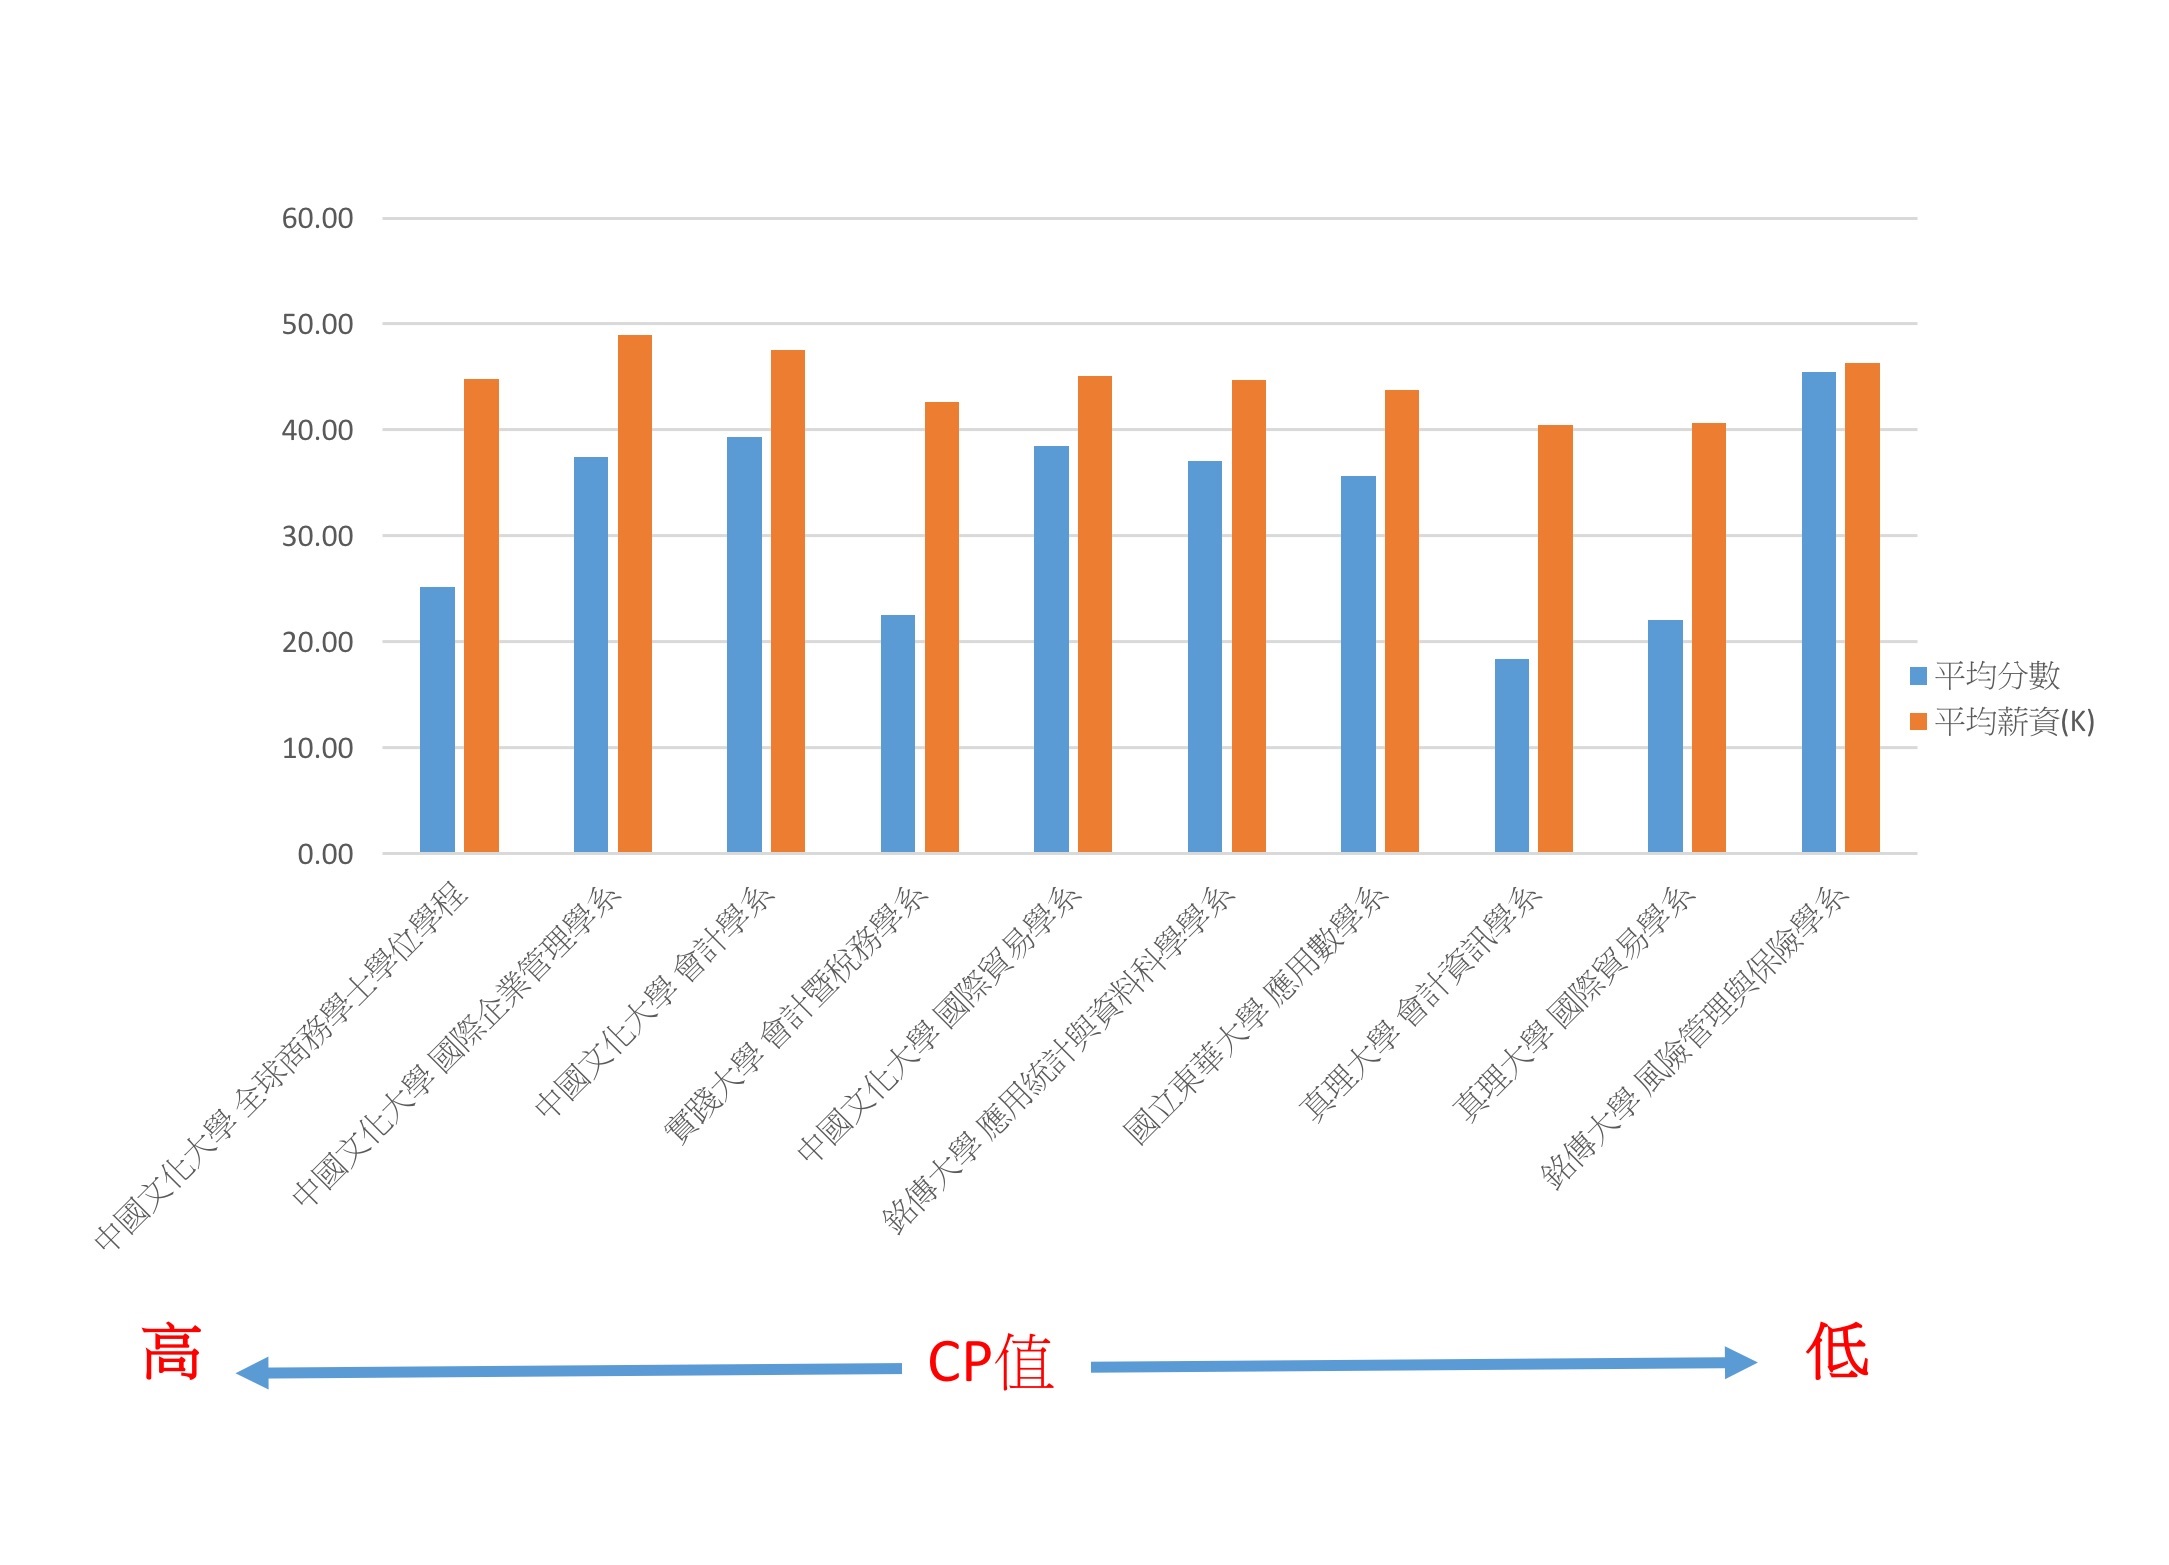 60.00
50.00
40.00
30.00
20.00
10.00
0.00
平均分數
平均薪資(K)
中國文化大學 全球商務學士學位學程
中國文化大學 國際企業管理學系
中國文化大學 會計學系
實踐大學 會計暨稅務學系
中國文化大學 國際貿易學系
銘傳大學 應用統計與資料科學學系
國立東華大學 應用數學系
真理大學 會計資訊學系
真理大學 國際貿易學系
銘傳大學 風險管理與保險學系
高
CP值
低